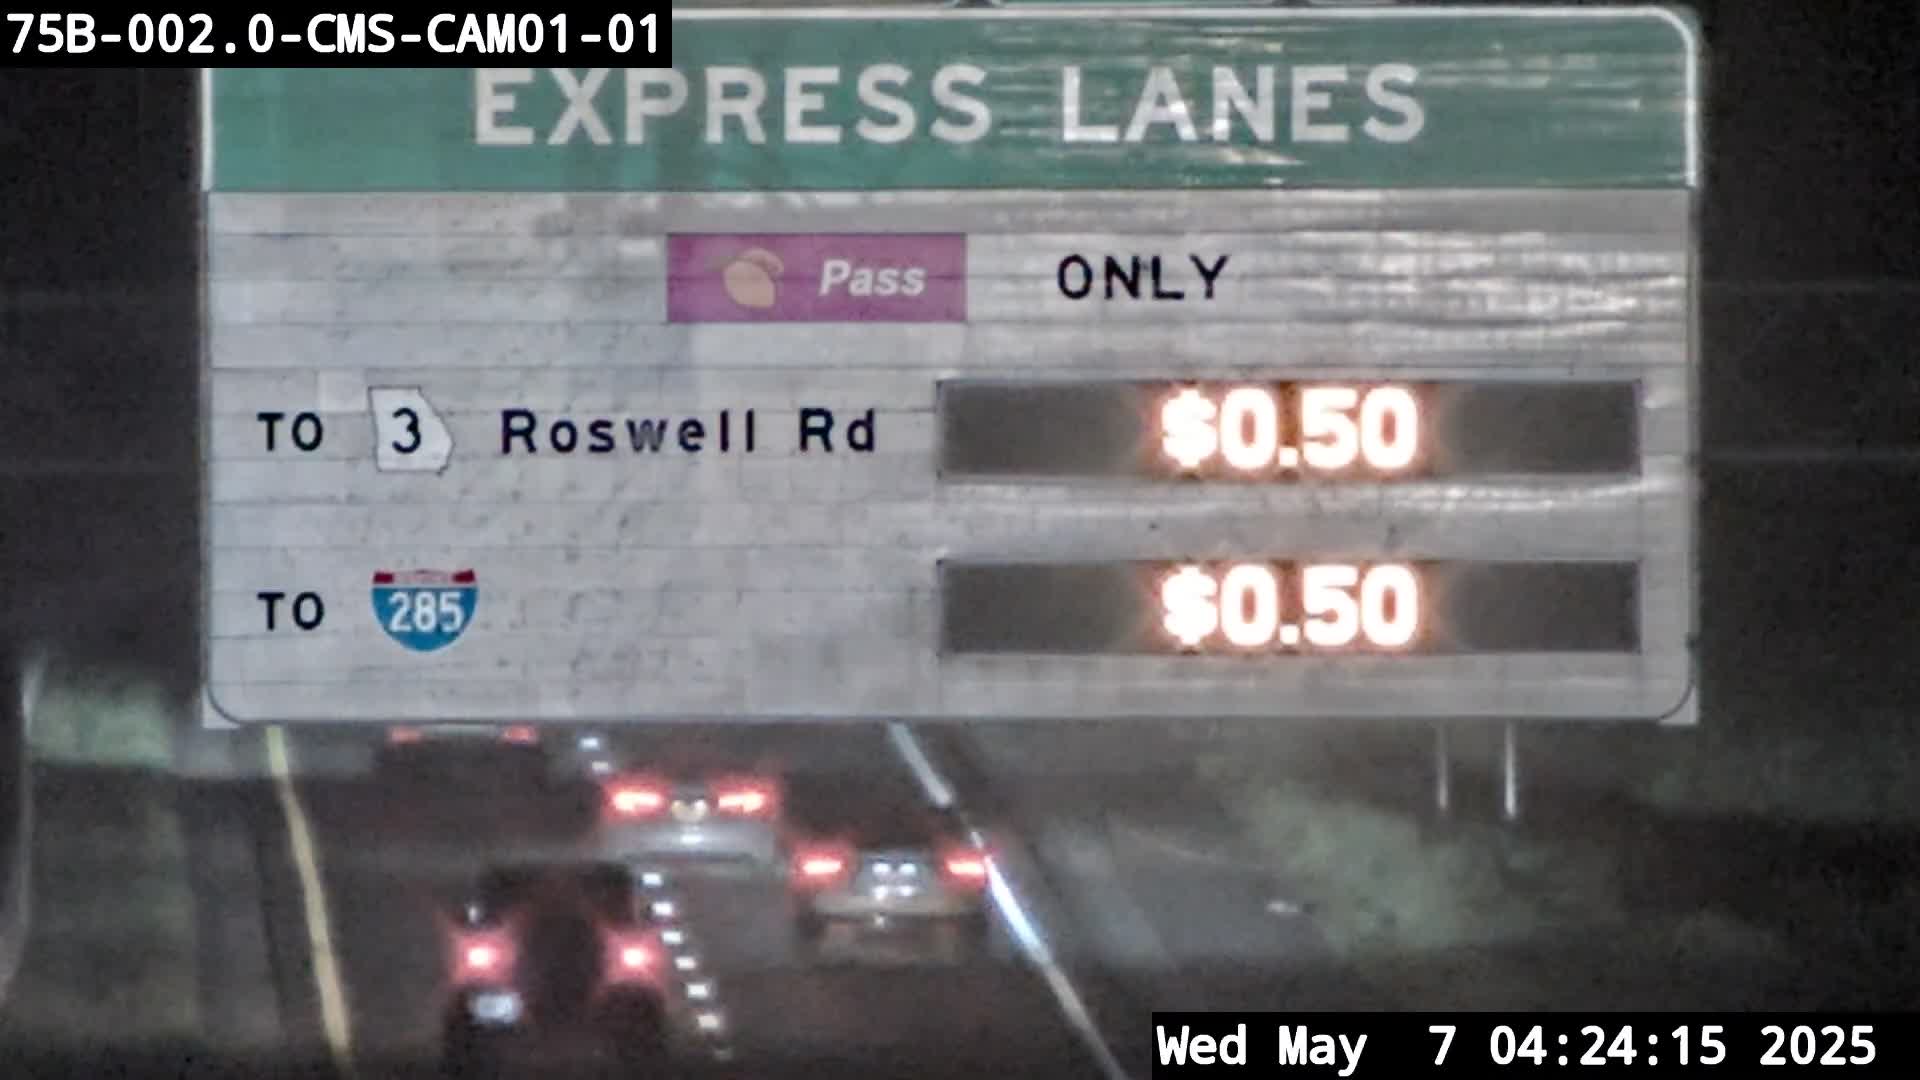 75B-002.0-CMS-CAM01-01
EXPRESS LANES
Pass ONLY
TO 3 Roswell Rd $0.50
TO 285 $0.50
Wed May 7 04:24:15 2025